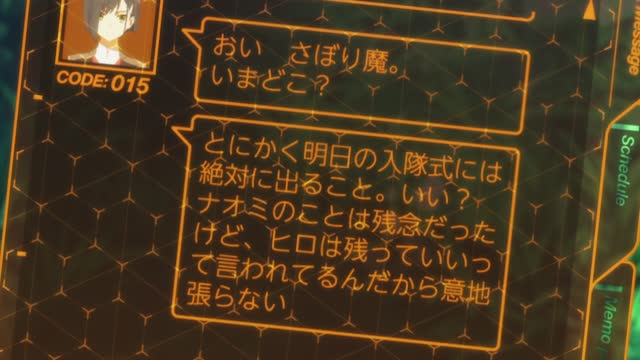 CODE:015
おい　さぼり魔。
いまどこ？
とにかく明日の入隊式には
絶対に出ること。いい？
ナオミのことは残念だった
けど、ヒロは残っていいっ
て言われてるんだから意地
張らない
Message
Schedule
Memo